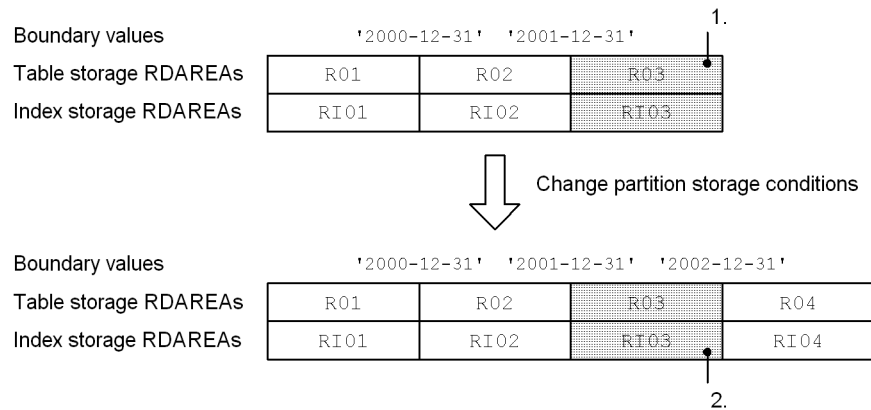 1.
Boundary values '2000-12-31' '2001-12-31'
Table storage RDAREAs R01 R02 R03
Index storage RDAREAs RI01 RI02 RI03
Change partition storage conditions
Boundary values '2000-12-31' '2001-12-31' '2002-12-31'
Table storage RDAREAs R01 R02 R03 R04
Index storage RDAREAs RI01 RI02 RI03 RI04
2.